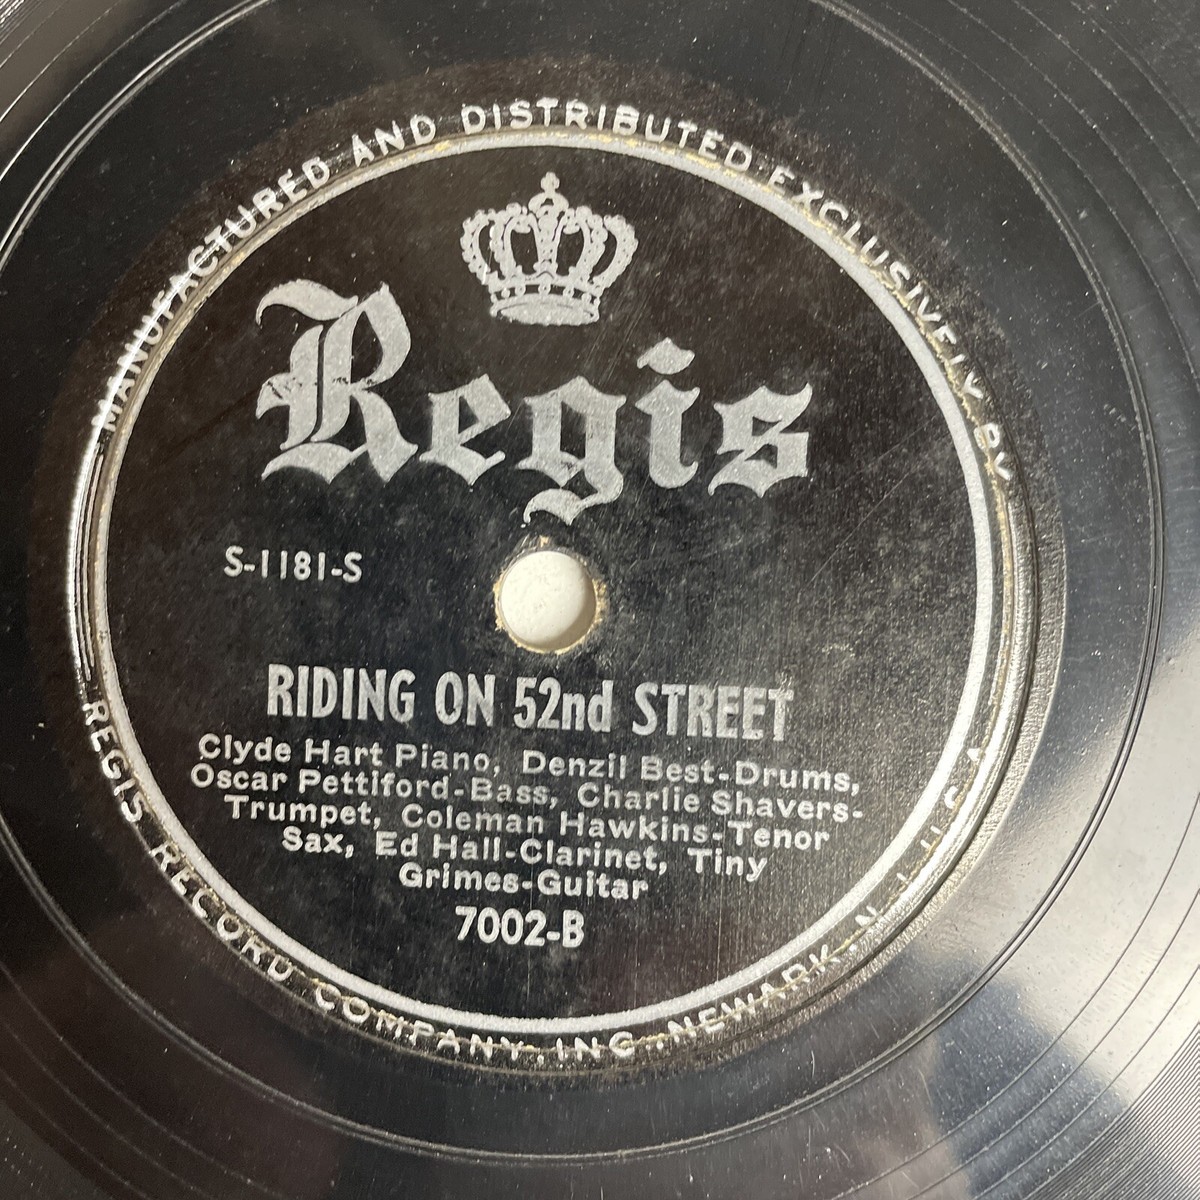 MANUFACTURED AND DISTRIBUTED EXCLUSIVELY BY
Regis
S-1181-S
RIDING ON 52nd STREET
Clyde Hart Piano, Denzil Best-Drums,
Oscar Pettiford-Bass, Charlie Shavers-
Trumpet, Coleman Hawkins-Tenor
Sax, Ed Hall-Clarinet, Tiny
Grimes-Guitar
7002-B
REGIS RECORD COMPANY, INC. NEWARK, N. J. U.S.A.